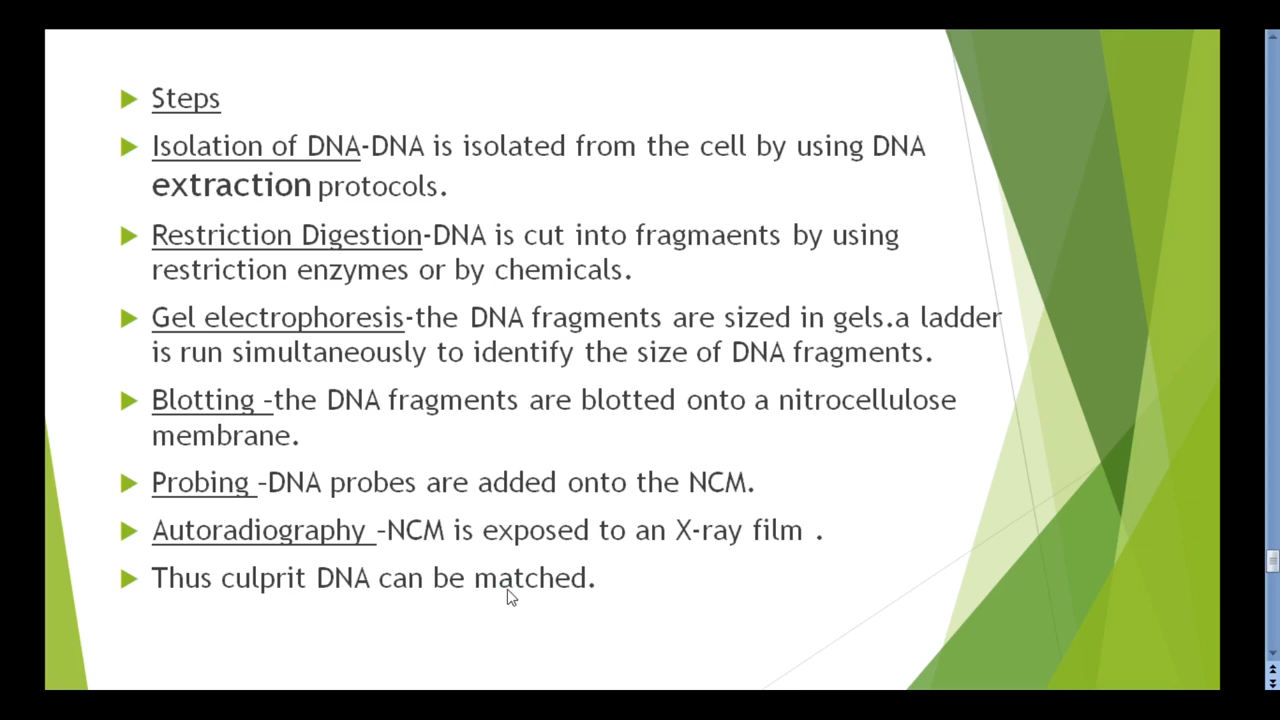 Steps
Isolation of DNA-DNA is isolated from the cell by using DNA
extraction protocols.
Restriction Digestion-DNA is cut into fragmaents by using
restriction enzymes or by chemicals.
Gel electrophoresis-the DNA fragments are sized in gels.a ladder
is run simultaneously to identify the size of DNA fragments.
Blotting –the DNA fragments are blotted onto a nitrocellulose
membrane.
Probing –DNA probes are added onto the NCM.
Autoradiography –NCM is exposed to an X-ray film .
Thus culprit DNA can be matched.